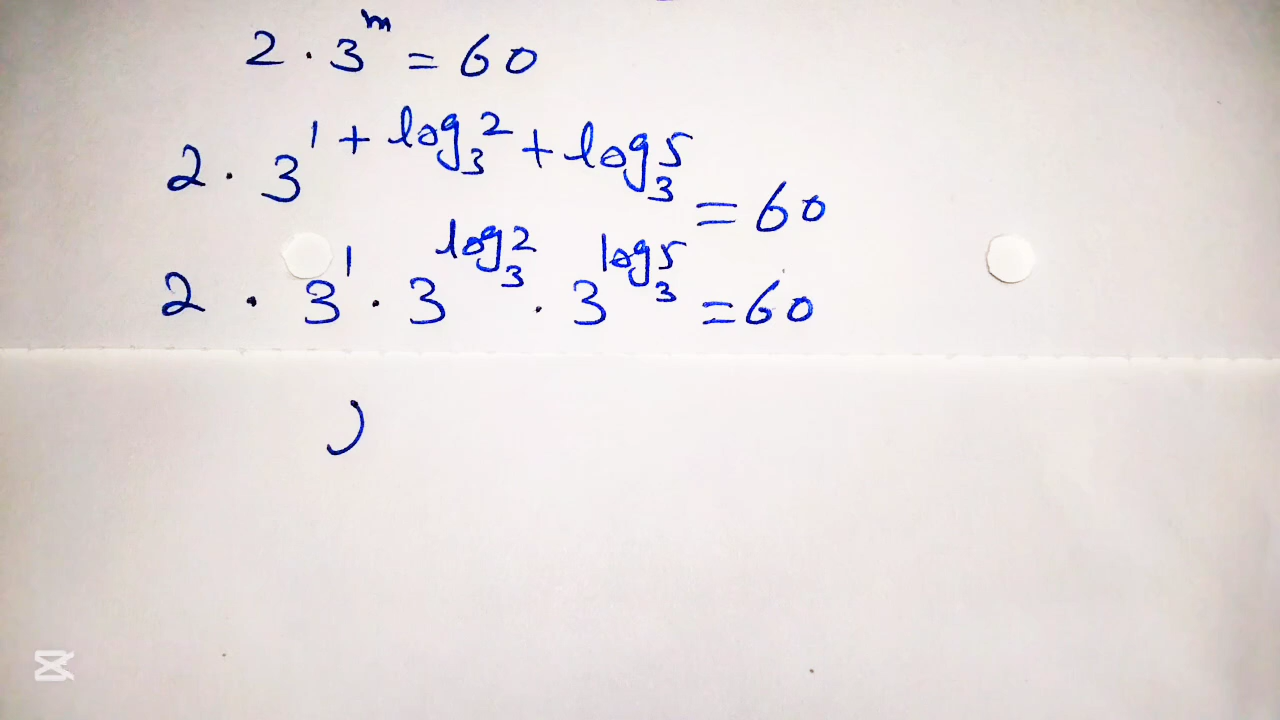 2 · 3^m = 60
2 · 3^(1 + log_3 2 + log_3 5) = 60
2 · 3^1 · 3^(log_3 2) · 3^(log_3 5) = 60